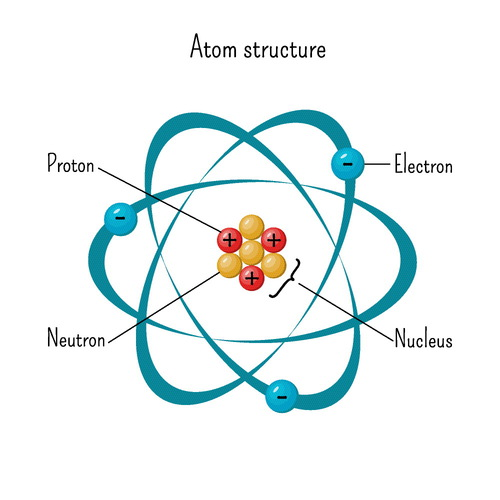 Atom structure
Proton
Electron
-
-
+
+
+
Neutron
Nucleus
-